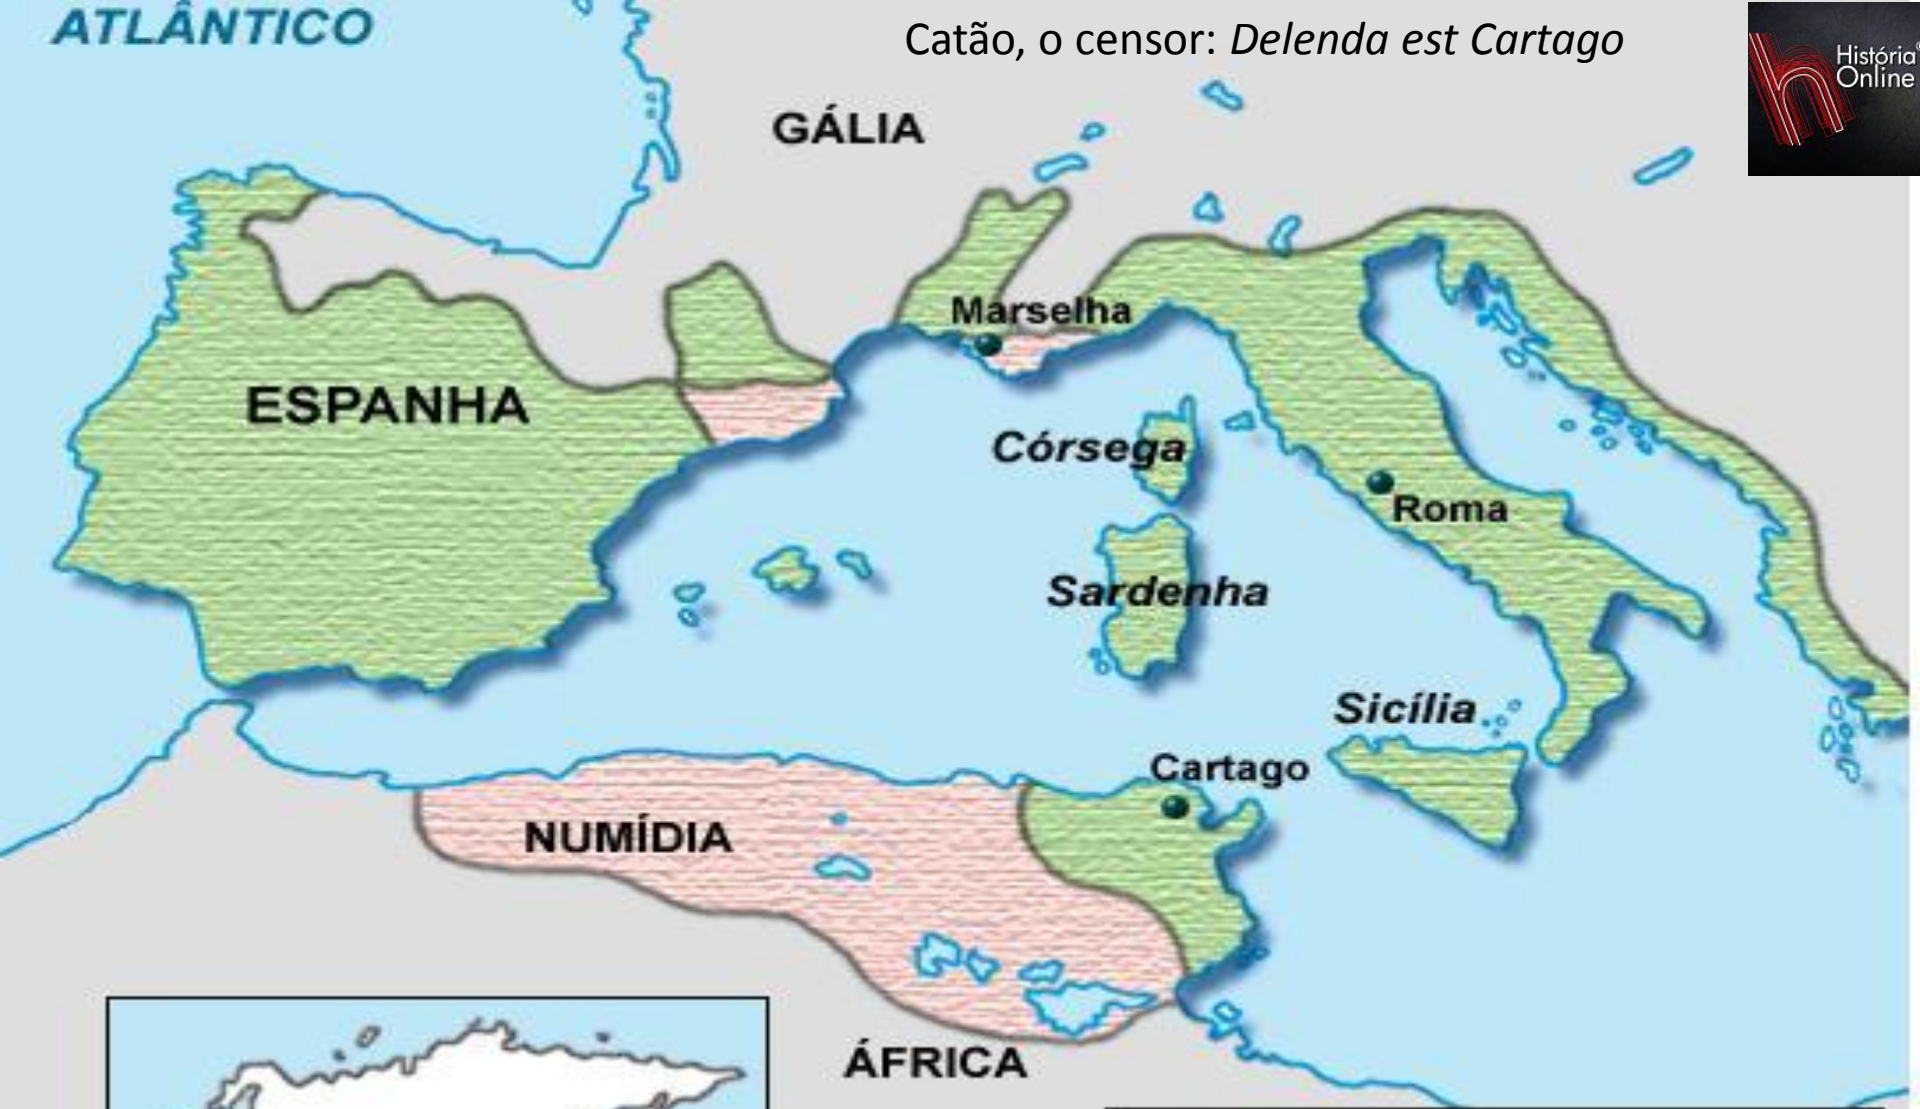 ATLÂNTICO
Catão, o censor: Delenda est Cartago
História
Online
GÁLIA
Marselha
ESPANHA
Córsega
Roma
Sardenha
Sicília
Cartago
NUMÍDIA
ÁFRICA